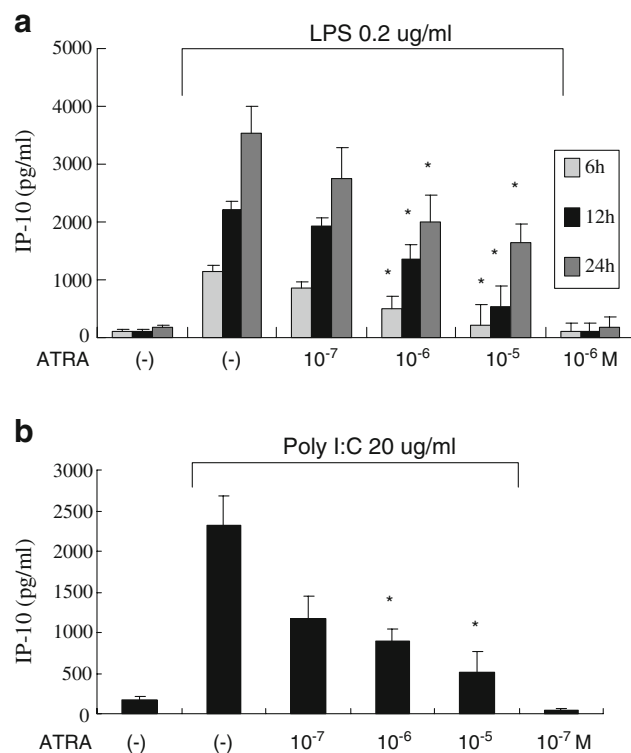 a
LPS 0.2 ug/ml
5000
4000
3000
2000
1000
0
IP-10 (pg/ml)
* * * * * *
6h
12h
24h
ATRA (-) (-) 10⁻⁷ 10⁻⁶ 10⁻⁵ 10⁻⁶ M
b
Poly I:C 20 ug/ml
3000
2500
2000
1500
1000
500
0
IP-10 (pg/ml)
* *
ATRA (-) (-) 10⁻⁷ 10⁻⁶ 10⁻⁵ 10⁻⁷ M